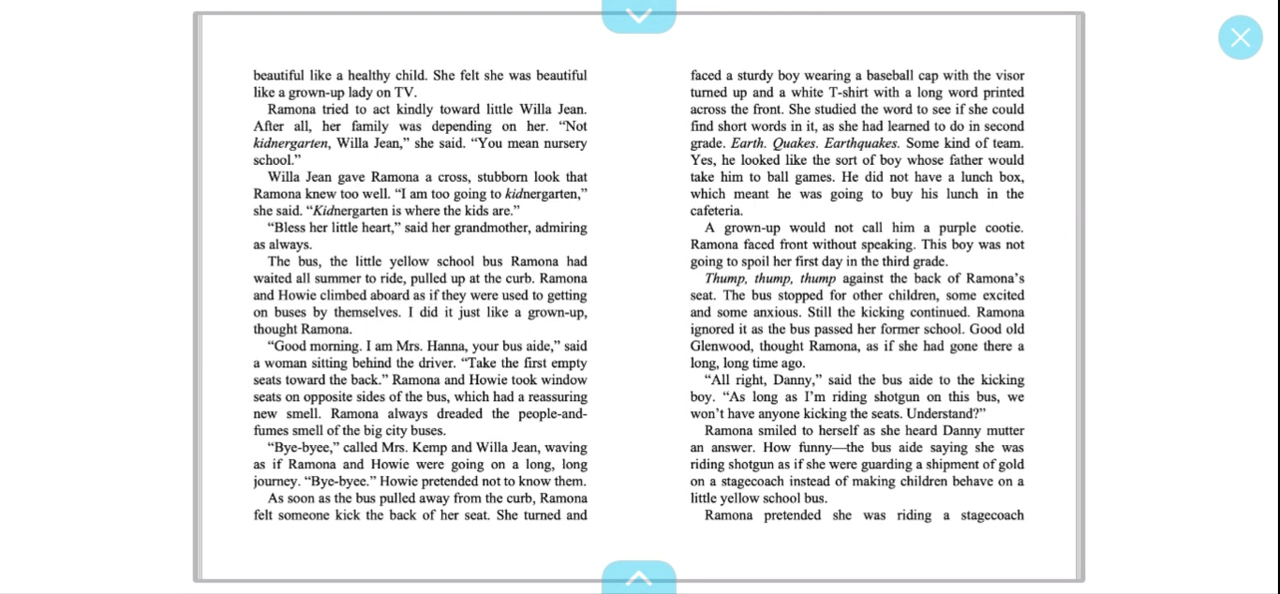 beautiful like a healthy child. She felt she was beautiful
like a grown-up lady on TV.
Ramona tried to act kindly toward little Willa Jean.
After all, her family was depending on her. “Not
kidnergarten, Willa Jean,” she said. “You mean nursery
school.”
Willa Jean gave Ramona a cross, stubborn look that
Ramona knew too well. “I am too going to kidnergarten,”
she said. “Kidnergarten is where the kids are.”
“Bless her little heart,” said her grandmother, admiring
as always.
The bus, the little yellow school bus Ramona had
waited all summer to ride, pulled up at the curb. Ramona
and Howie climbed aboard as if they were used to getting
on buses by themselves. I did it just like a grown-up,
thought Ramona.
“Good morning. I am Mrs. Hanna, your bus aide,” said
a woman sitting behind the driver. “Take the first empty
seats toward the back.” Ramona and Howie took window
seats on opposite sides of the bus, which had a reassuring
new smell. Ramona always dreaded the people-and-
fumes smell of the big city buses.
“Bye-byee,” called Mrs. Kemp and Willa Jean, waving
as if Ramona and Howie were going on a long, long
journey. “Bye-byee.” Howie pretended not to know them.
As soon as the bus pulled away from the curb, Ramona
felt someone kick the back of her seat. She turned and
faced a sturdy boy wearing a baseball cap with the visor
turned up and a white T-shirt with a long word printed
across the front. She studied the word to see if she could
find short words in it, as she had learned to do in second
grade. Earth. Quakes. Earthquakes. Some kind of team.
Yes, he looked like the sort of boy whose father would
take him to ball games. He did not have a lunch box,
which meant he was going to buy his lunch in the
cafeteria.
A grown-up would not call him a purple cootie.
Ramona faced front without speaking. This boy was not
going to spoil her first day in the third grade.
Thump, thump, thump against the back of Ramona’s
seat. The bus stopped for other children, some excited
and some anxious. Still the kicking continued. Ramona
ignored it as the bus passed her former school. Good old
Glenwood, thought Ramona, as if she had gone there a
long, long time ago.
“All right, Danny,” said the bus aide to the kicking
boy. “As long as I’m riding shotgun on this bus, we
won’t have anyone kicking the seats. Understand?”
Ramona smiled to herself as she heard Danny mutter
an answer. How funny—the bus aide saying she was
riding shotgun as if she were guarding a shipment of gold
on a stagecoach instead of making children behave on a
little yellow school bus.
Ramona pretended she was riding a stagecoach